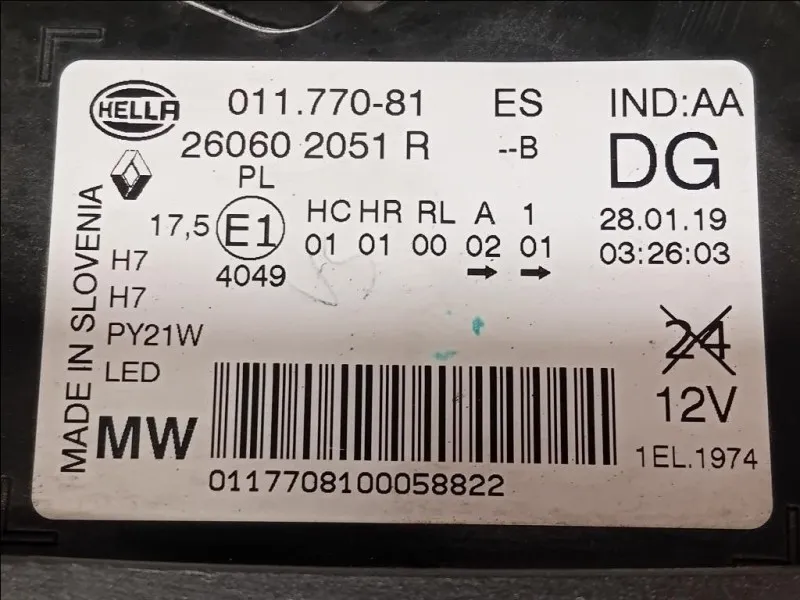 HELLA 011.770-81 ES IND:AA
26060 2051 R --B DG
PL
17,5 E1 HC HR RL A 1 28.01.19
4049 01 01 00 02 01 03:26:03
H7
H7
PY21W 24
LED 12V
MW 1EL.1974
0117708100058822
MADE IN SLOVENIA